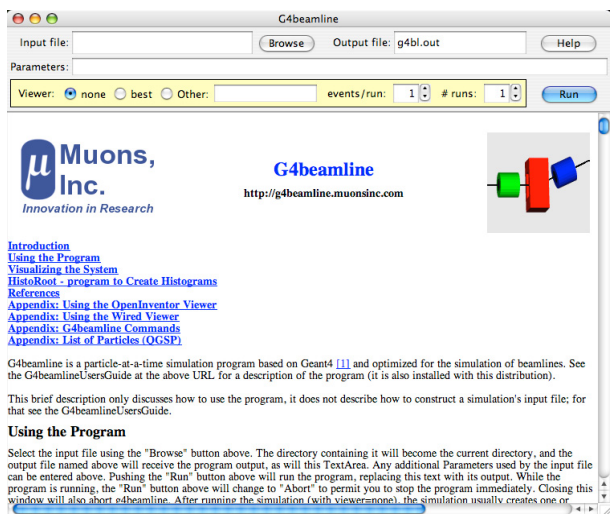 G4beamline
Input file: Browse Output file: g4bl.out Help
Parameters:
Viewer: none best Other: events/run: 1 # runs: 1 Run
μ Muons, Inc.
Innovation in Research
G4beamline
http://g4beamline.muonsinc.com
Introduction
Using the Program
Visualizing the System
HistoRoot - program to Create Histograms
References
Appendix: Using the OpenInventor Viewer
Appendix: Using the Wired Viewer
Appendix: G4beamline Commands
Appendix: List of Particles (QGSP)
G4beamline is a particle-at-a-time simulation program based on Geant4 [1] and optimized for the simulation of beamlines. See
the G4beamlineUsersGuide at the above URL for a description of the program (it is also installed with this distribution).
This brief description only discusses how to use the program, it does not describe how to construct a simulation's input file; for
that see the G4beamlineUsersGuide.
Using the Program
Select the input file using the "Browse" button above. The directory containing it will become the current directory, and the
output file named above will receive the program output, as will this TextArea. Any additional Parameters used by the input file
can be entered above. Pushing the "Run" button above will run the program, replacing this text with its output. While the
program is running, the "Run" button above will change to "Abort" to permit you to stop the program immediately. Closing this
window will also abort g4beamline. After running the simulation (with viewer=none), the simulation usually creates one or